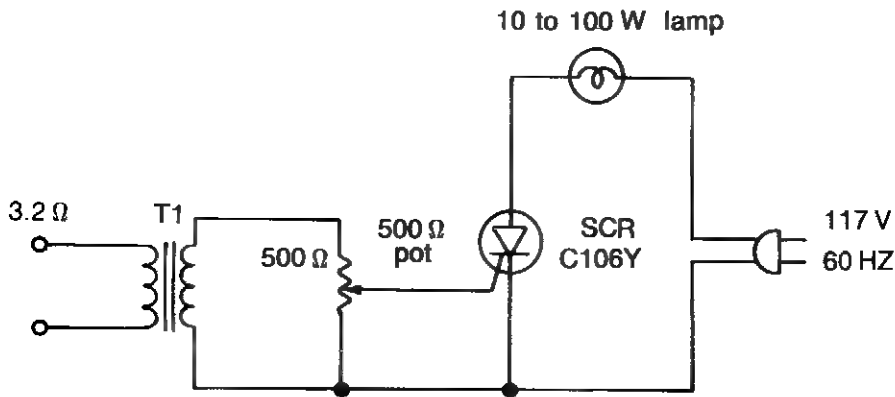 10 to 100 W lamp
3.2 Ω
T1
500 Ω
500 Ω
pot
SCR
C106Y
117 V
60 HZ